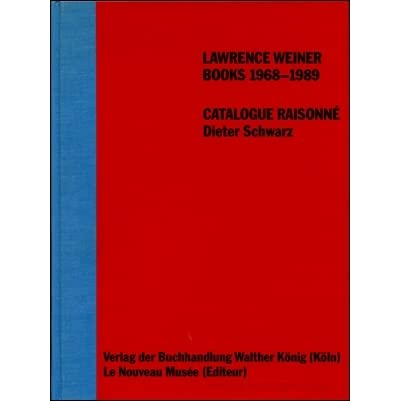 LAWRENCE WEINER
BOOKS 1968–1989
CATALOGUE RAISONNÉ
Dieter Schwarz
Verlag der Buchhandlung Walther König (Köln)
Le Nouveau Musée (Editeur)